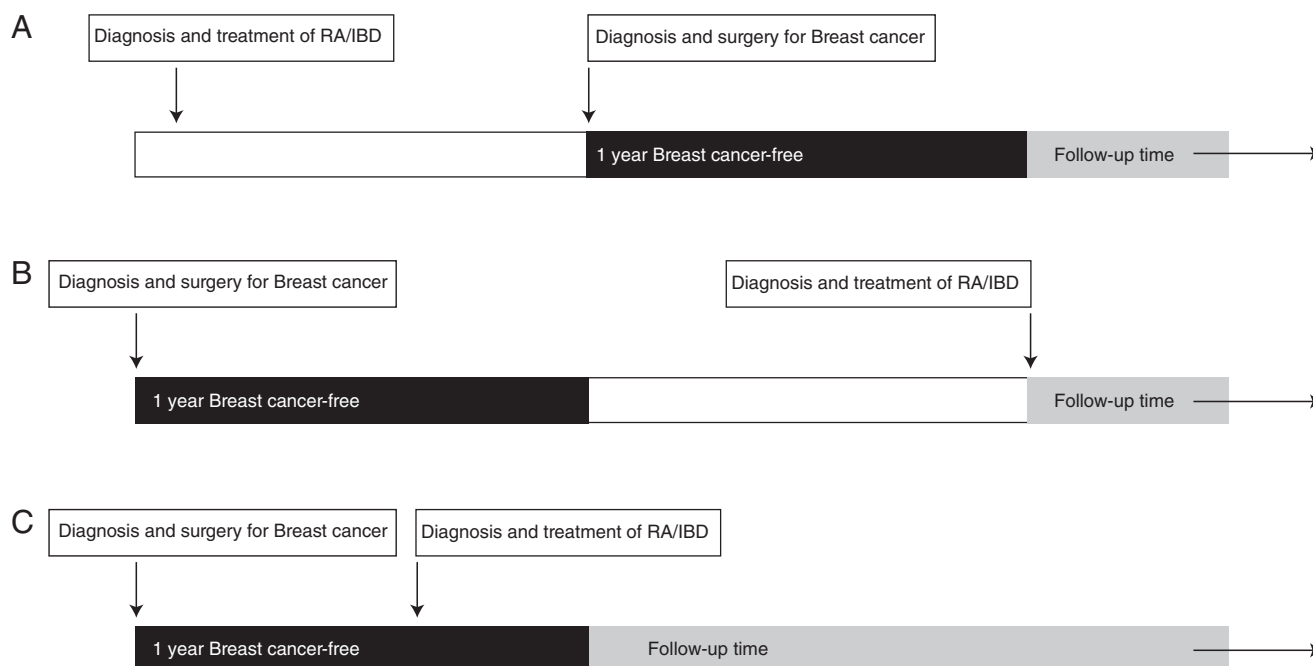 A
Diagnosis and treatment of RA/IBD
Diagnosis and surgery for Breast cancer
1 year Breast cancer-free
Follow-up time
B
Diagnosis and surgery for Breast cancer
Diagnosis and treatment of RA/IBD
1 year Breast cancer-free
Follow-up time
C
Diagnosis and surgery for Breast cancer
Diagnosis and treatment of RA/IBD
1 year Breast cancer-free
Follow-up time